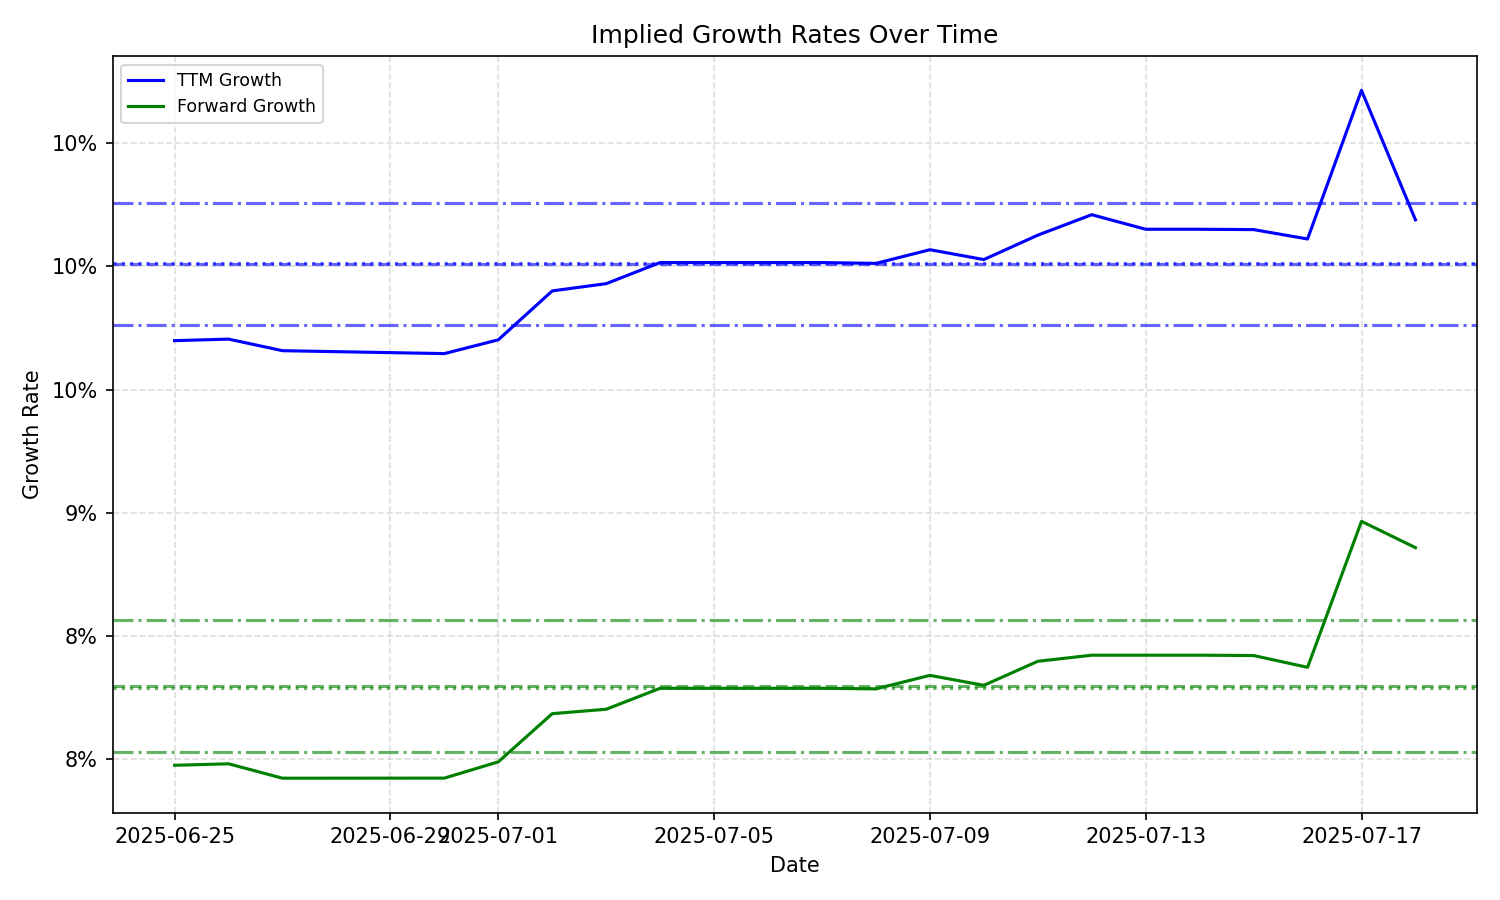 Implied Growth Rates Over Time
TTM Growth
Forward Growth
10%
10%
10%
9%
8%
8%
Growth Rate
2025-06-25
2025-06-29
2025-07-01
2025-07-05
2025-07-09
2025-07-13
2025-07-17
Date